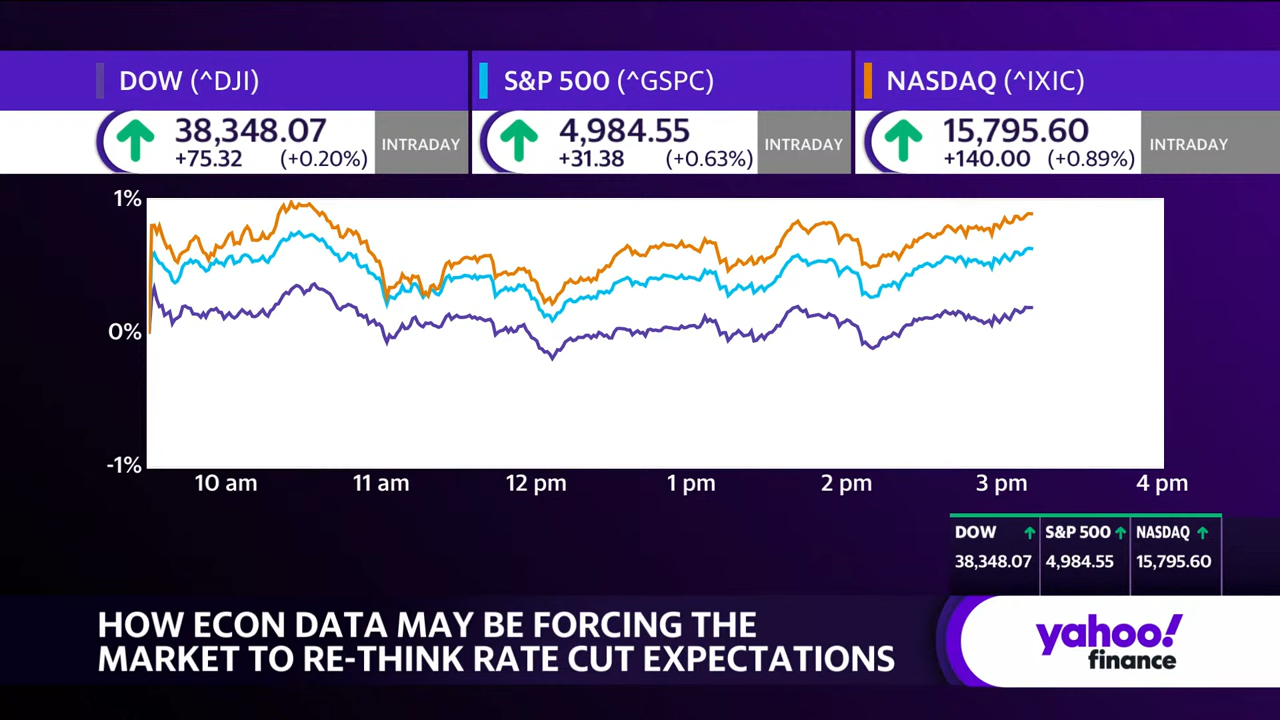 DOW (^DJI)
38,348.07
+75.32 (+0.20%)
INTRADAY
S&P 500 (^GSPC)
4,984.55
+31.38 (+0.63%)
INTRADAY
NASDAQ (^IXIC)
15,795.60
+140.00 (+0.89%)
INTRADAY
1%
0%
-1%
10 am 11 am 12 pm 1 pm 2 pm 3 pm 4 pm
DOW S&P 500 NASDAQ
38,348.07 4,984.55 15,795.60
HOW ECON DATA MAY BE FORCING THE
MARKET TO RE-THINK RATE CUT EXPECTATIONS
yahoo!
finance